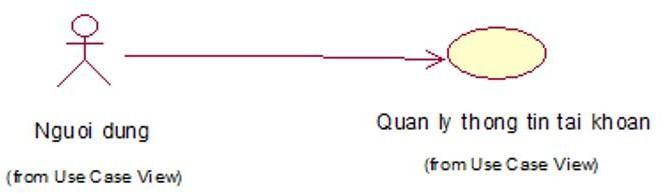 Nguoi dung
(from Use Case View)
Quan ly thong tin tai khoan
(from Use Case View)